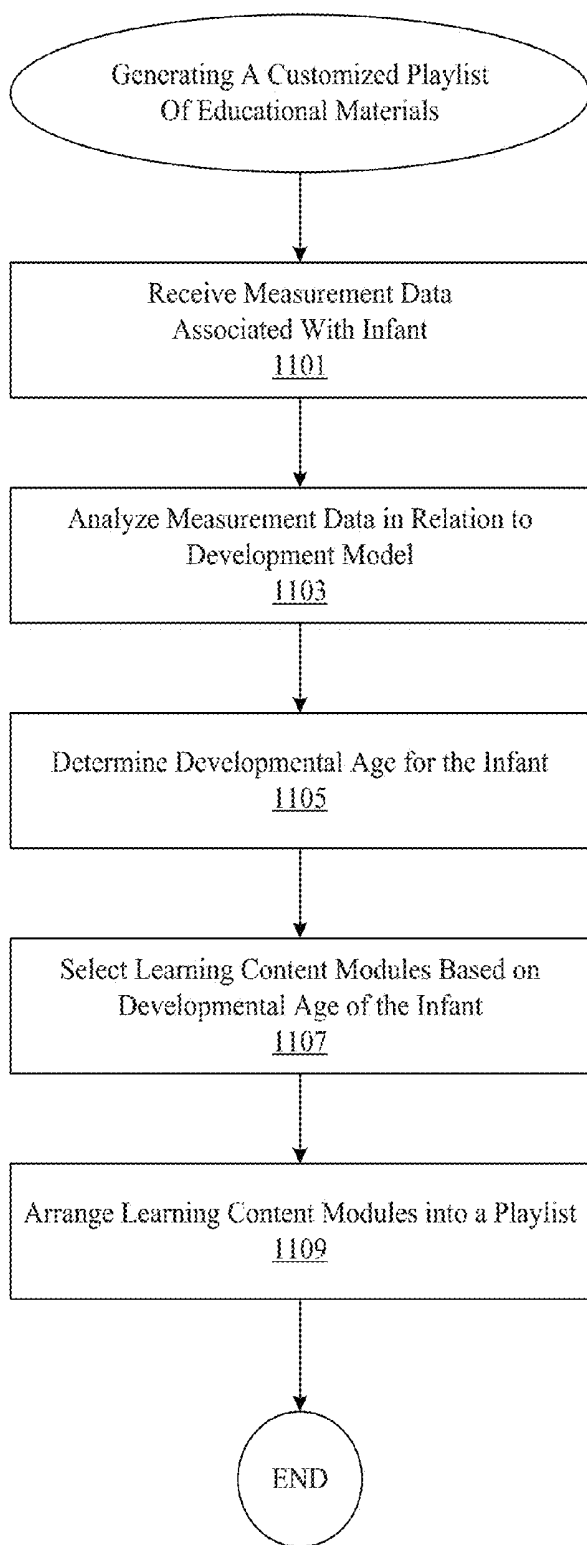 Generating A Customized Playlist
Of Educational Materials
Receive Measurement Data
Associated With Infant
1101
Analyze Measurement Data in Relation to
Development Model
1103
Determine Developmental Age for the Infant
1105
Select Learning Content Modules Based on
Developmental Age of the Infant
1107
Arrange Learning Content Modules into a Playlist
1109
END